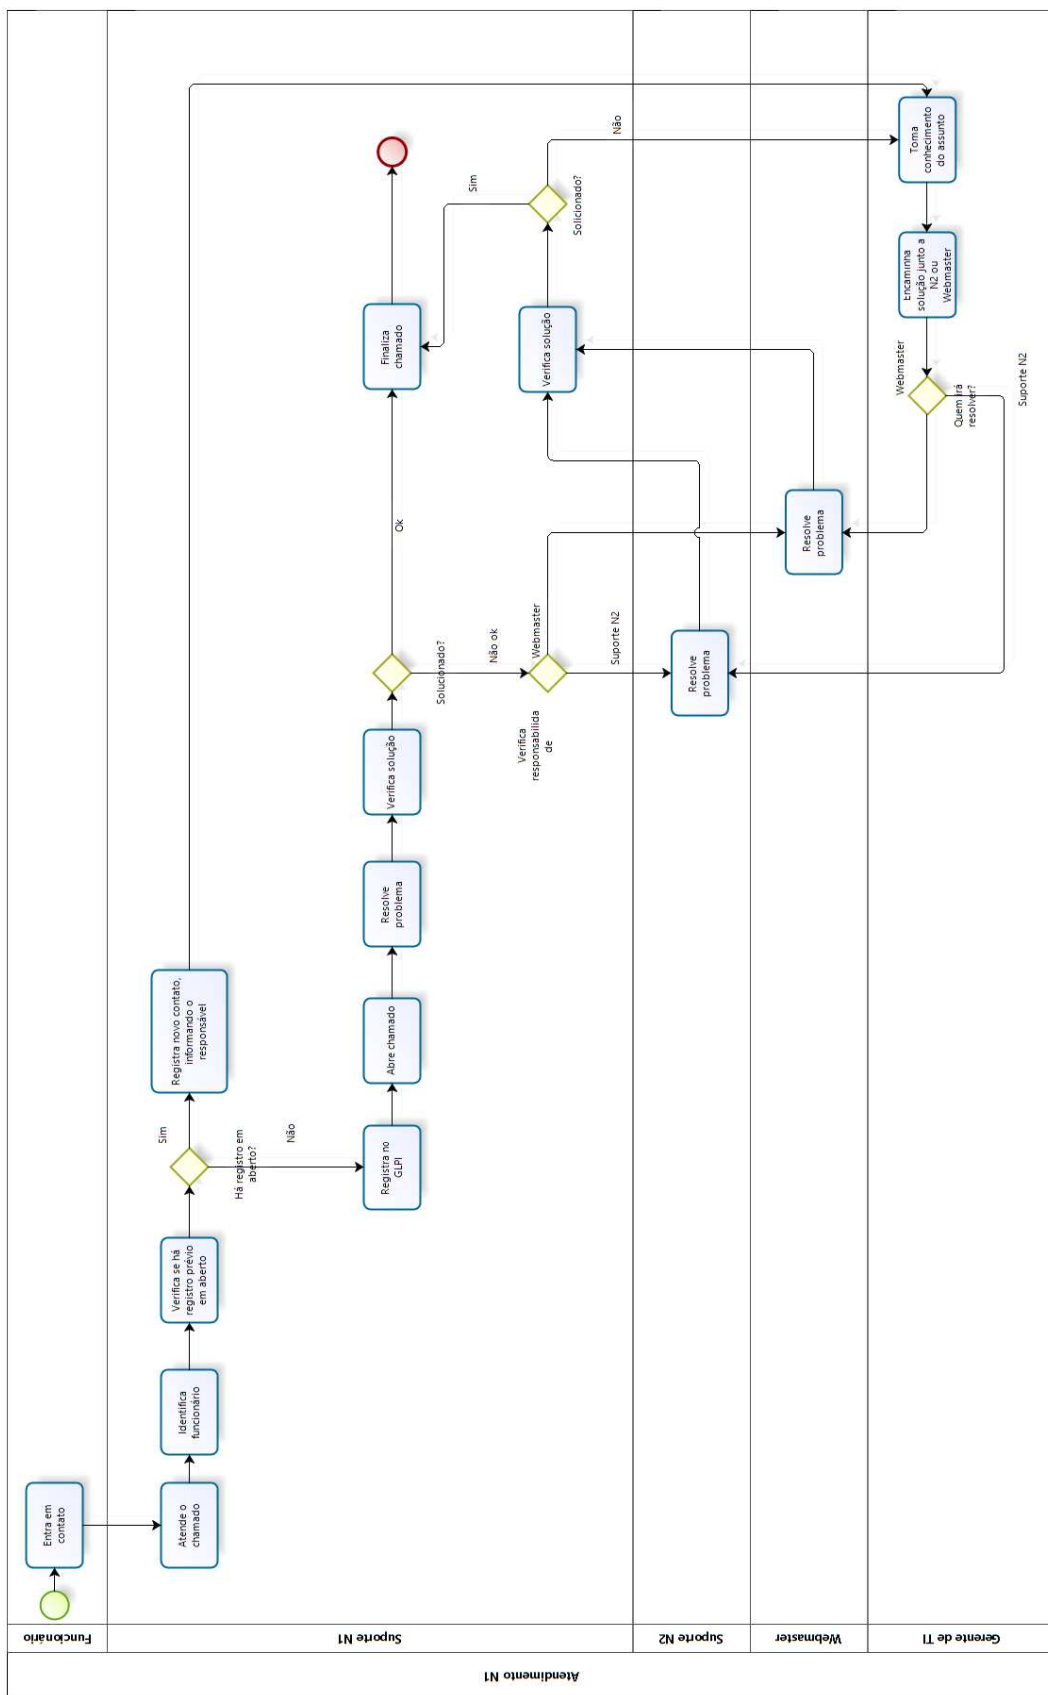 Atendimento N1
Funcionário
Entra em
contato
Suporte N1
Atende o
chamado
Identifica
funcionário
Verifica se há
registro prévio
em aberto
Há registro em
aberto?
Sim
Não
Registra novo contato,
informando o
responsável
Registra no
GLPI
Abre chamado
Resolve
problema
Verifica solução
Solucionado?
Ok
Não ok
Finaliza
chamado
Verifica
responsabilida
de
Webmaster
Suporte N2
Verifica solução
Solicionado?
Sim
Não
Suporte N2
Resolve
problema
Webmaster
Resolve
problema
Gerente de TI
Toma
conhecimento
do assunto
Encaminha
solução junto a
N2 ou
Webmaster
Quem irá
resolver?
Webmaster
Suporte N2